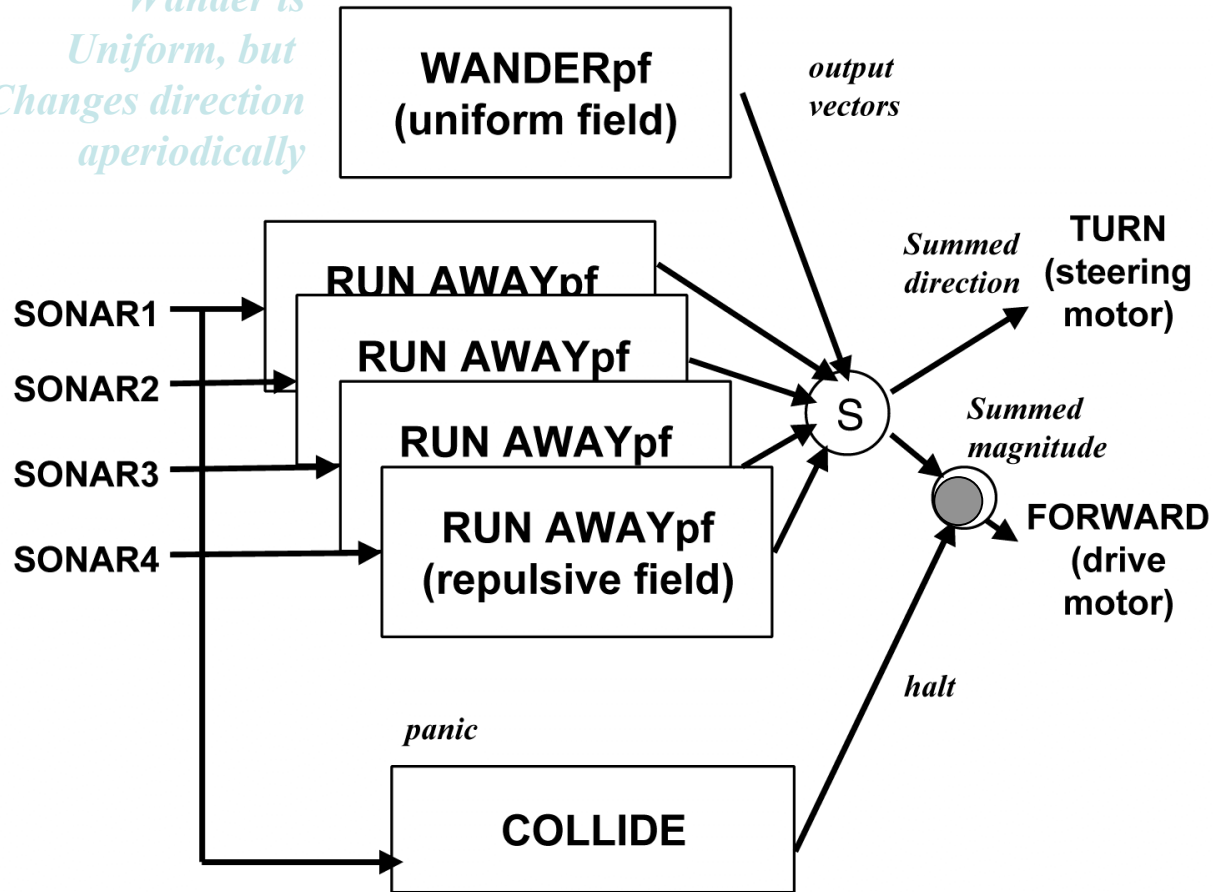 Wander is
Uniform, but
Changes direction
aperiodically
WANDERpf
(uniform field)
output
vectors
RUN AWAYpf
RUN AWAYpf
RUN AWAYpf
RUN AWAYpf
(repulsive field)
SONAR1
SONAR2
SONAR3
SONAR4
S
Summed
direction
TURN
(steering
motor)
Summed
magnitude
FORWARD
(drive
motor)
halt
panic
COLLIDE